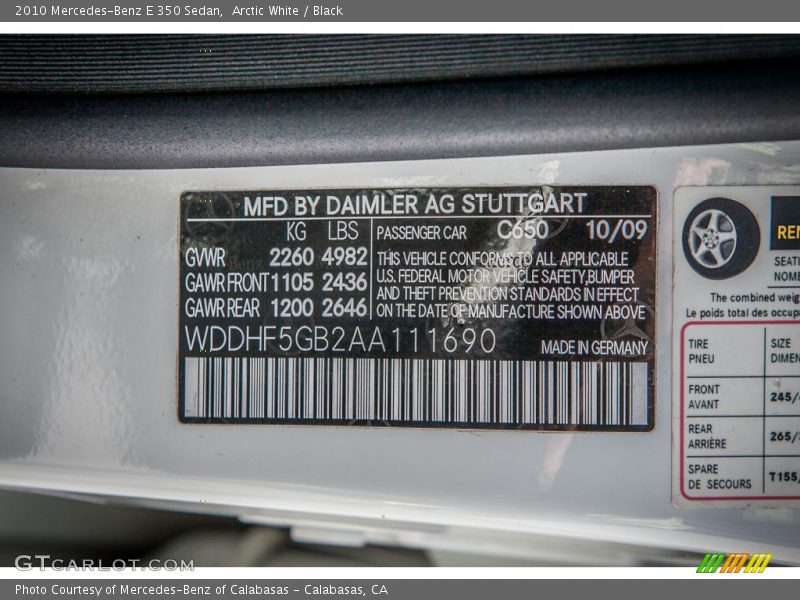 2010 Mercedes-Benz E 350 Sedan, Arctic White / Black
MFD BY DAIMLER AG STUTTGART
KG LBS PASSENGER CAR C650 10/09
GVWR 2260 4982
GAWR FRONT 1105 2436
GAWR REAR 1200 2646
THIS VEHICLE CONFORMS TO ALL APPLICABLE
U.S. FEDERAL MOTOR VEHICLE SAFETY, BUMPER
AND THEFT PREVENTION STANDARDS IN EFFECT
ON THE DATE OF MANUFACTURE SHOWN ABOVE
WDDHF5GB2AA111690 MADE IN GERMANY
The combined
Le poids total des
TIRE SIZE
PNEU
FRONT
AVANT
245/
REAR
ARRIÈRE
265/
SPARE
DE SECOURS
T155/
GTCARLOT.COM
Photo Courtesy of Mercedes-Benz of Calabasas - Calabasas, CA